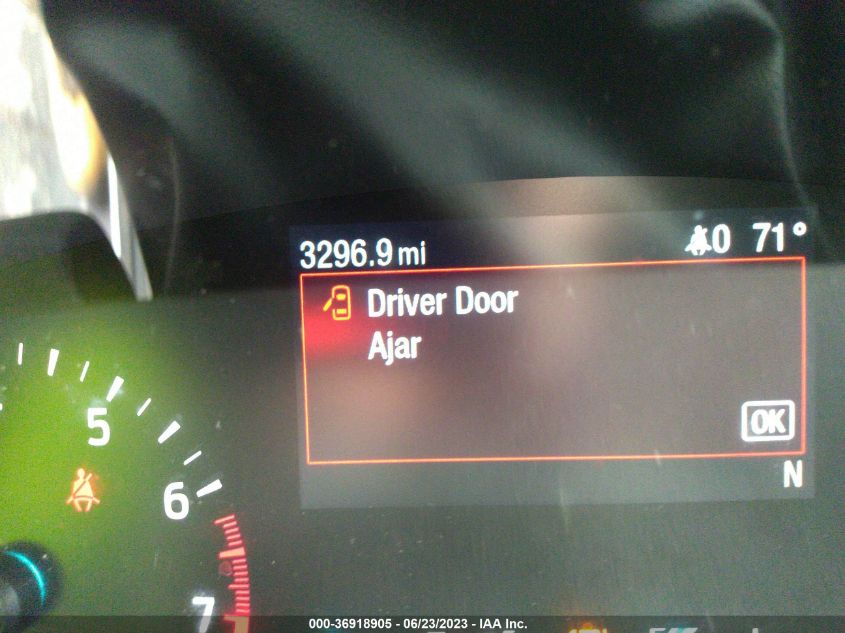 3296.9 mi
0 71°
Driver Door
Ajar
OK
N
5
6
7
000-36918905 - 06/23/2023 - IAA Inc.